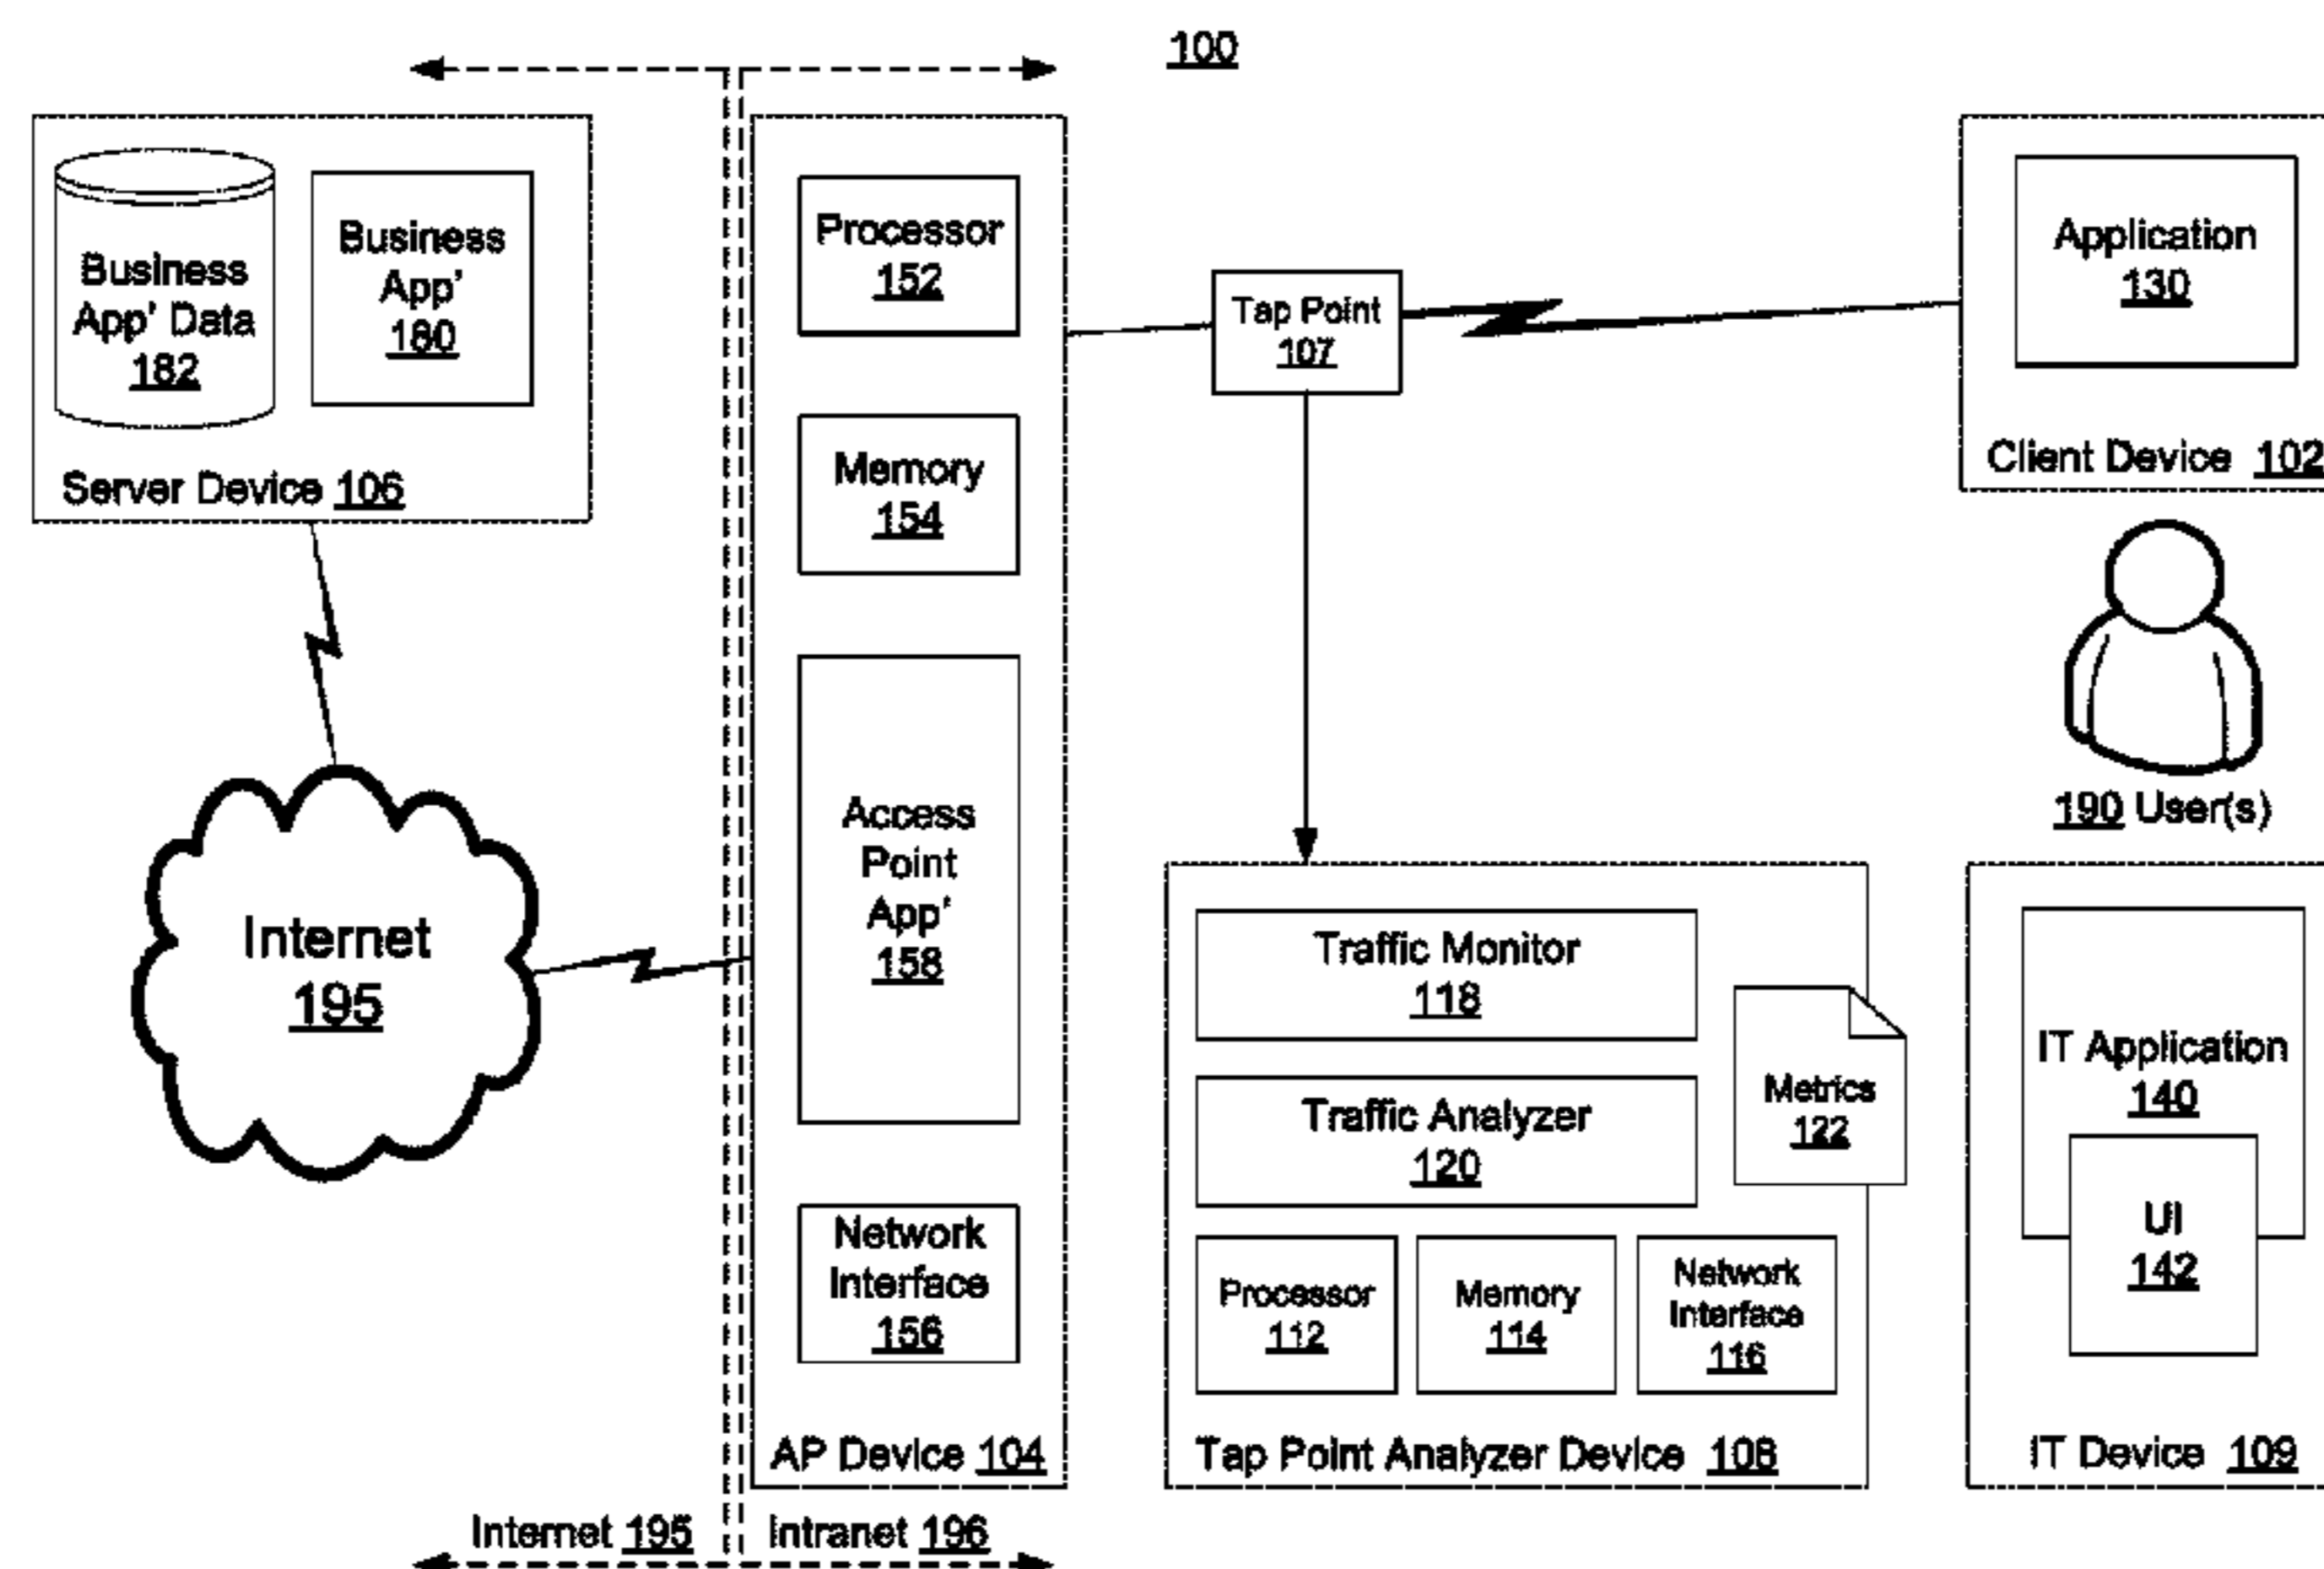 100
Business
App' Data
182
Business
App'
180
Server Device 106
Processor
152
Memory
154
Access
Point
App'
158
Network
Interface
156
AP Device 104
Tap Point
107
Application
130
Client Device 102
190 User(s)
Internet
195
Traffic Monitor
118
Traffic Analyzer
120
Metrics
122
Processor
112
Memory
114
Network
Interface
116
Tap Point Analyzer Device 108
IT Application
140
UI
142
IT Device 109
Internet 195
Intranet 196